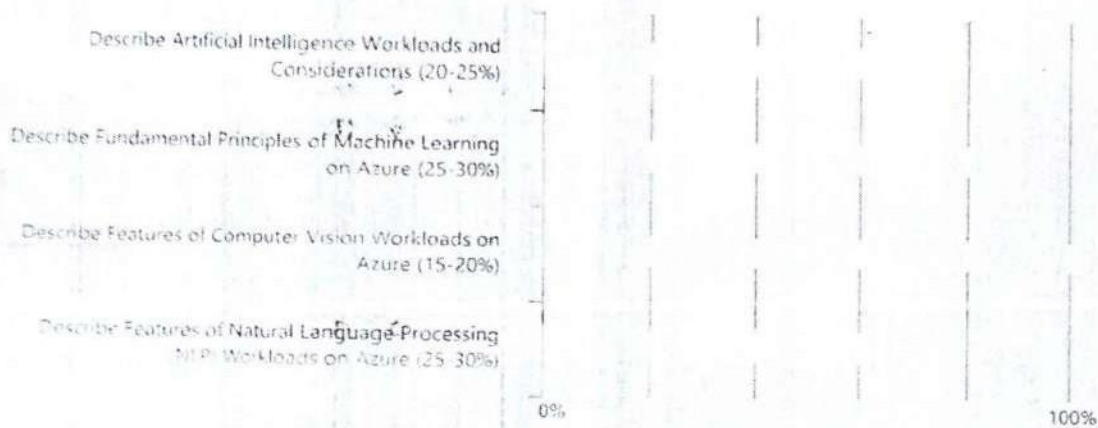 Describe Artificial Intelligence Workloads and
Considerations (20-25%)
Describe Fundamental Principles of Machine Learning
on Azure (25-30%)
Describe Features of Computer Vision Workloads on
Azure (15-20%)
Describe Features of Natural Language Processing
NLP) Workloads on Azure (25-30%)
0%
100%